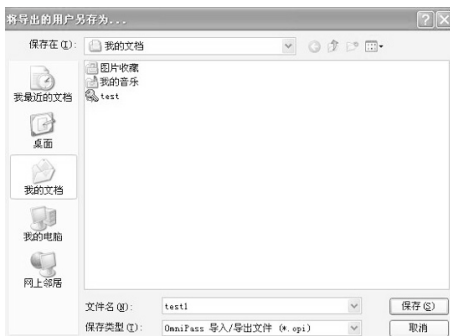 将导出的用户另存为...
保存在(I):
我的文档
图片收藏
我的音乐
test
我最近的文档
桌面
我的文档
我的电脑
网上邻居
文件名(N):
test1
保存(S)
保存类型(T):
OmniPass 导入/导出文件 (*.opi)
取消